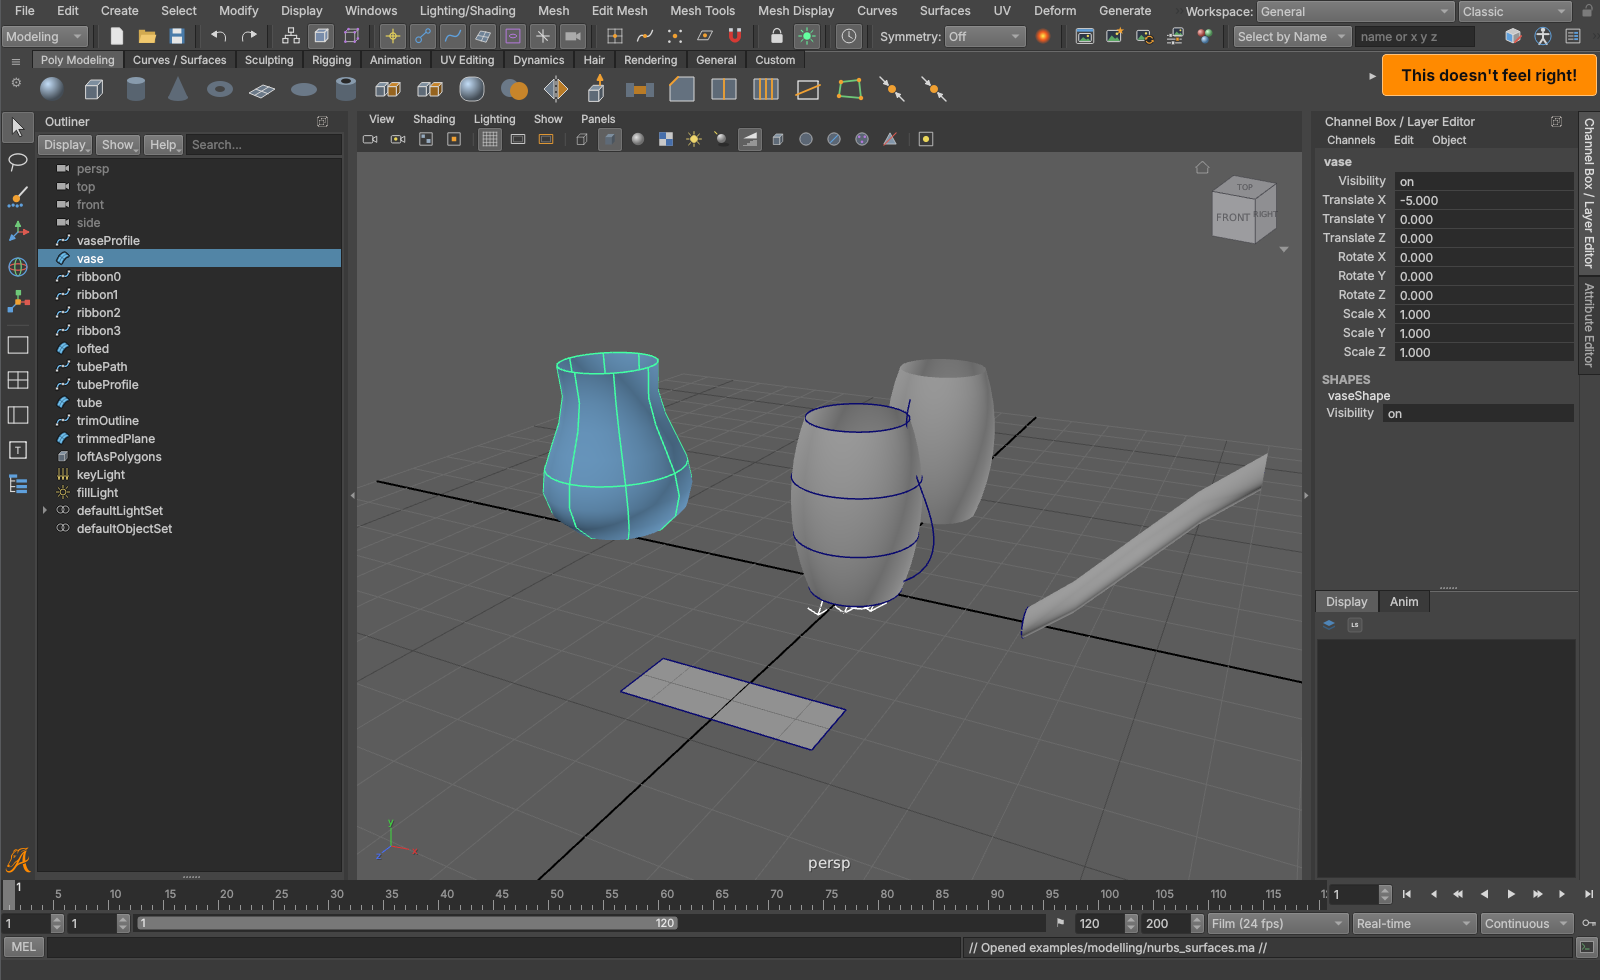 File Edit Create Select Modify Display Windows Lighting/Shading Mesh Edit Mesh Mesh Tools Mesh Display Curves Surfaces UV Deform Generate Workspace: General Classic
Modeling Symmetry: Off Select by Name name or x y z
Poly Modeling Curves / Surfaces Sculpting Rigging Animation UV Editing Dynamics Hair Rendering General Custom
This doesn't feel right!
Outliner
Display Show Help Search...
persp
top
front
side
vaseProfile
vase
ribbon0
ribbon1
ribbon2
ribbon3
lofted
tubePath
tubeProfile
tube
trimOutline
trimmedPlane
loftAsPolygons
keyLight
fillLight
defaultLightSet
defaultObjectSet
T
View Shading Lighting Show Panels
TOP
FRONT RIGHT
y
x
z
persp
Channel Box / Layer Editor
Channels Edit Object
vase
Visibility on
Translate X -5.000
Translate Y 0.000
Translate Z 0.000
Rotate X 0.000
Rotate Y 0.000
Rotate Z 0.000
Scale X 1.000
Scale Y 1.000
Scale Z 1.000
SHAPES
vaseShape
Visibility on
Display Anim
LS
Channel Box / Layer Editor
Attribute Editor
1 5 10 15 20 25 30 35 40 45 50 55 60 65 70 75 80 85 90 95 100 105 110 115 1
1 1 1 120 120 200 Film (24 fps) Real-time Continuous
MEL // Opened examples/modelling/nurbs_surfaces.ma //